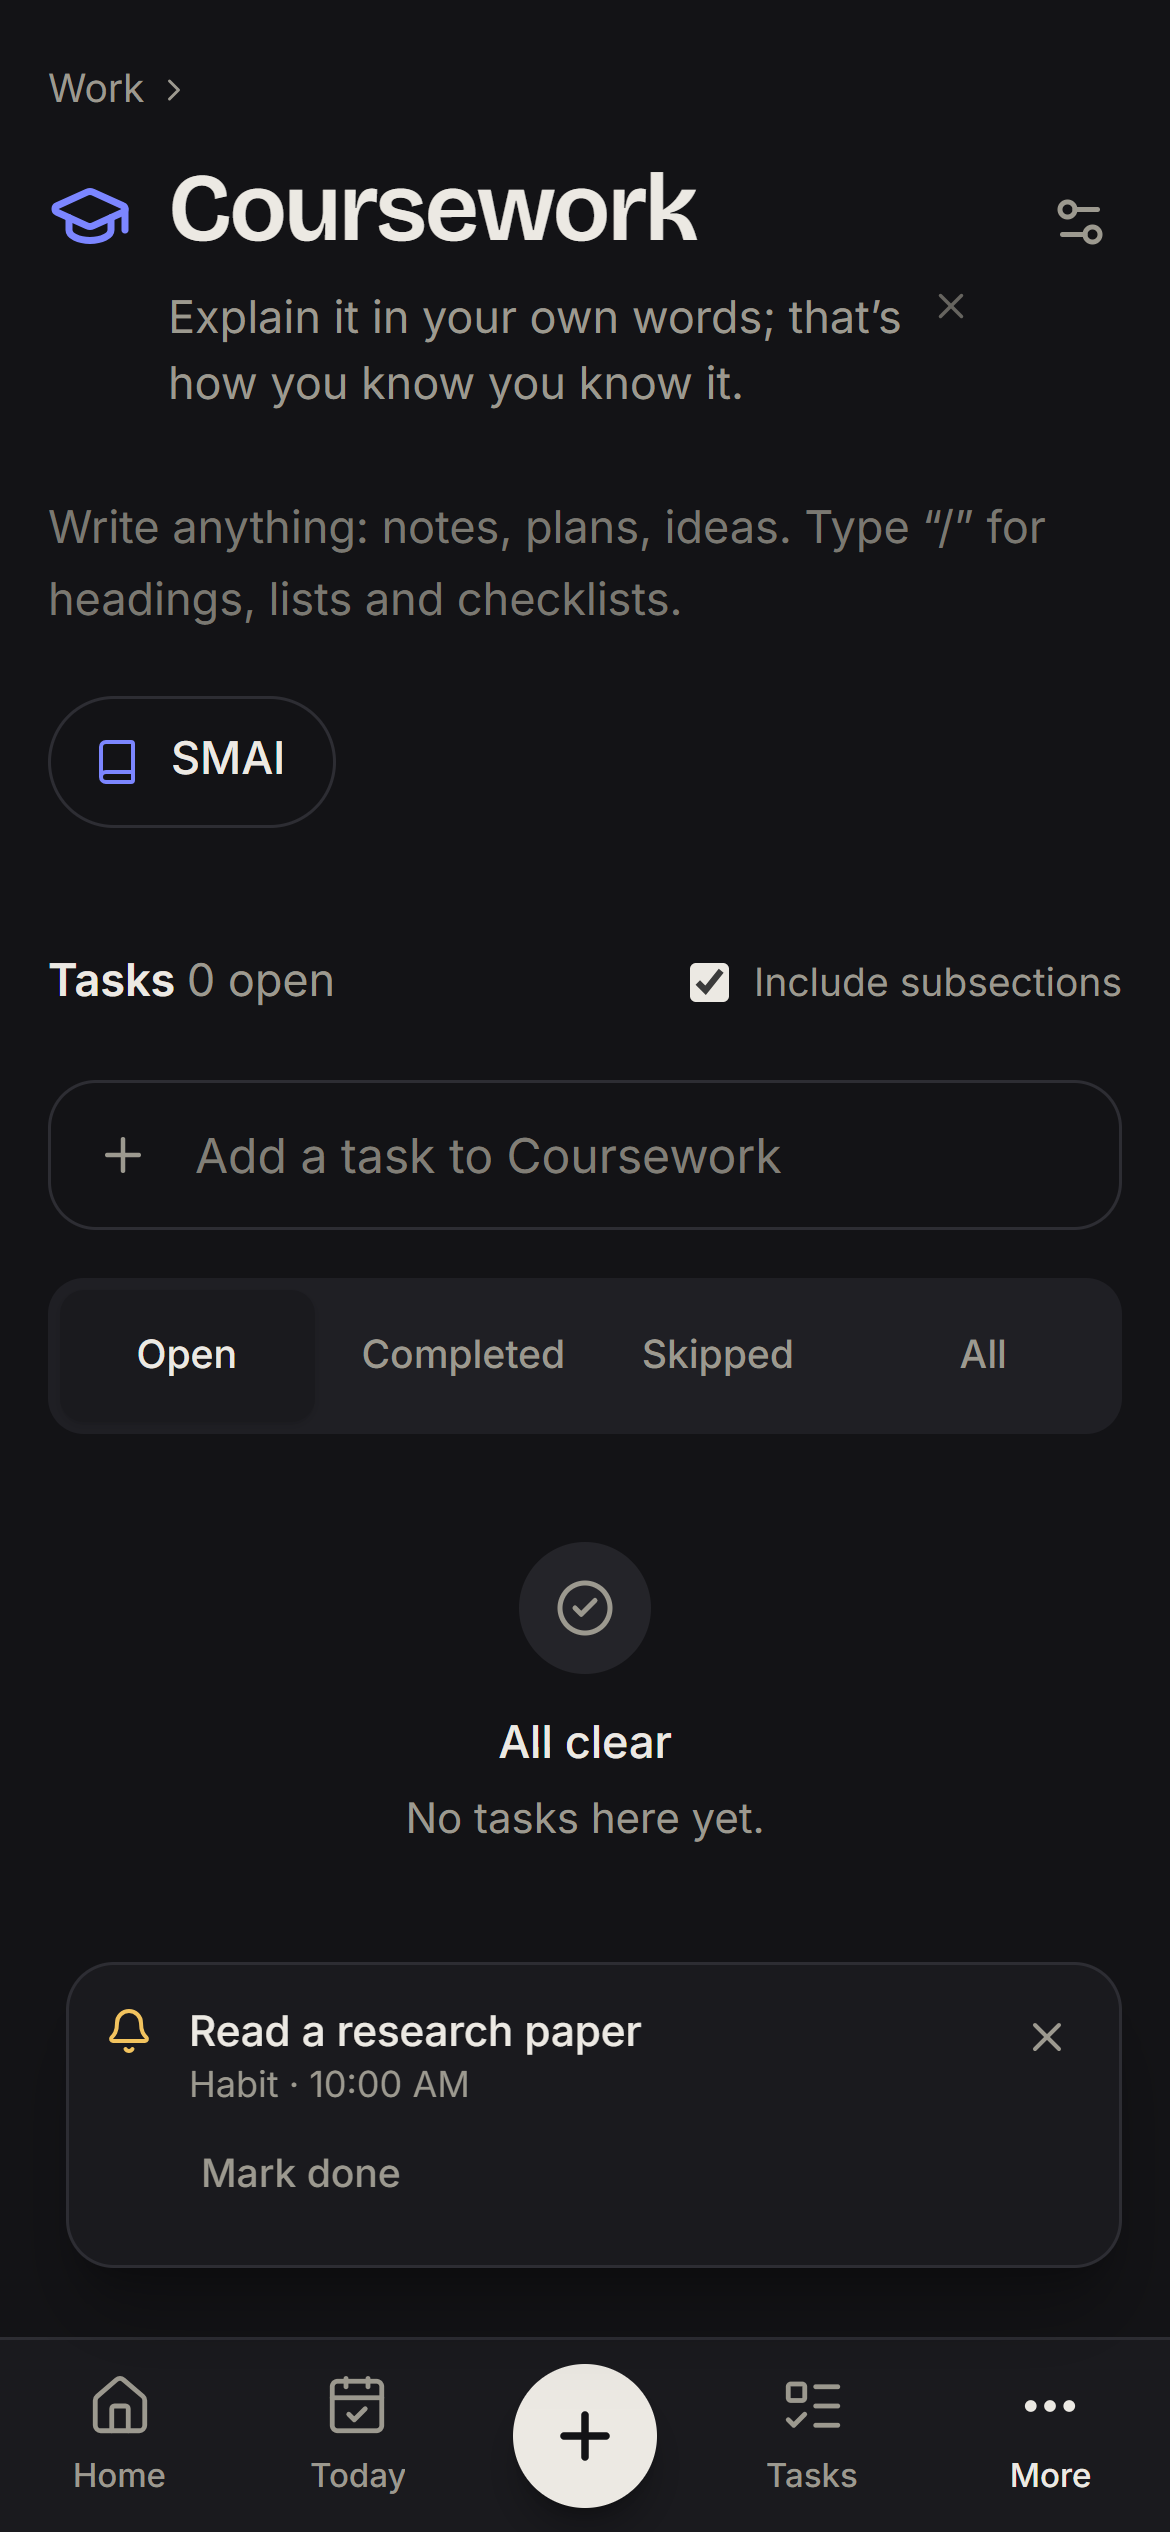 Work
Coursework
Explain it in your own words; that’s
how you know you know it.
Write anything: notes, plans, ideas. Type “/” for
headings, lists and checklists.
SMAI
Tasks 0 open
Include subsections
Add a task to Coursework
Open
Completed
Skipped
All
All clear
No tasks here yet.
Read a research paper
Habit · 10:00 AM
Mark done
Home
Today
Tasks
More